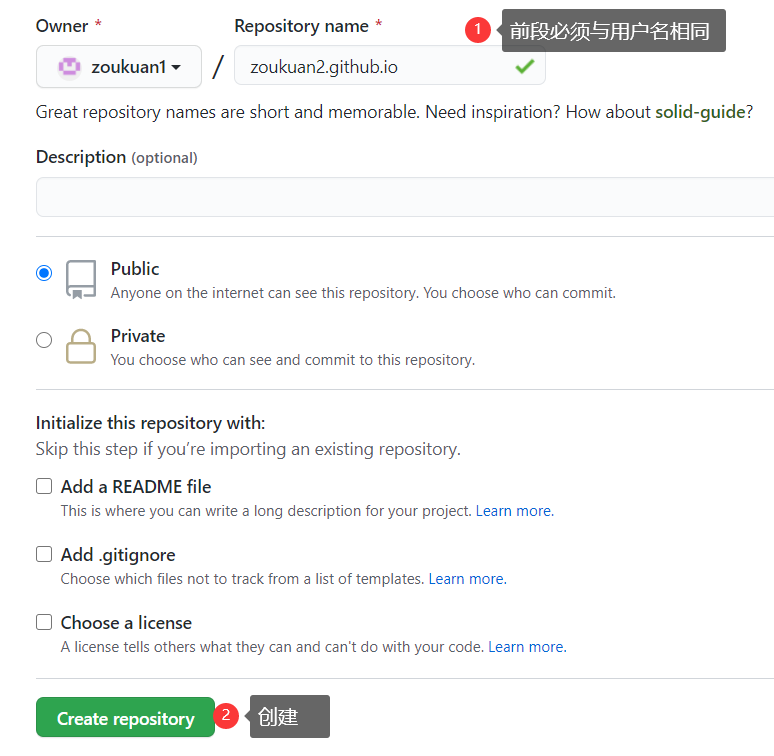 Owner * Repository name * 1 前段必须与用户名相同
zoukuan1 / zoukuan2.github.io
Great repository names are short and memorable. Need inspiration? How about solid-guide?
Description (optional)
Public
Anyone on the internet can see this repository. You choose who can commit.
Private
You choose who can see and commit to this repository.
Initialize this repository with:
Skip this step if you’re importing an existing repository.
Add a README file
This is where you can write a long description for your project. Learn more.
Add .gitignore
Choose which files not to track from a list of templates. Learn more.
Choose a license
A license tells others what they can and can't do with your code. Learn more.
Create repository 2 创建